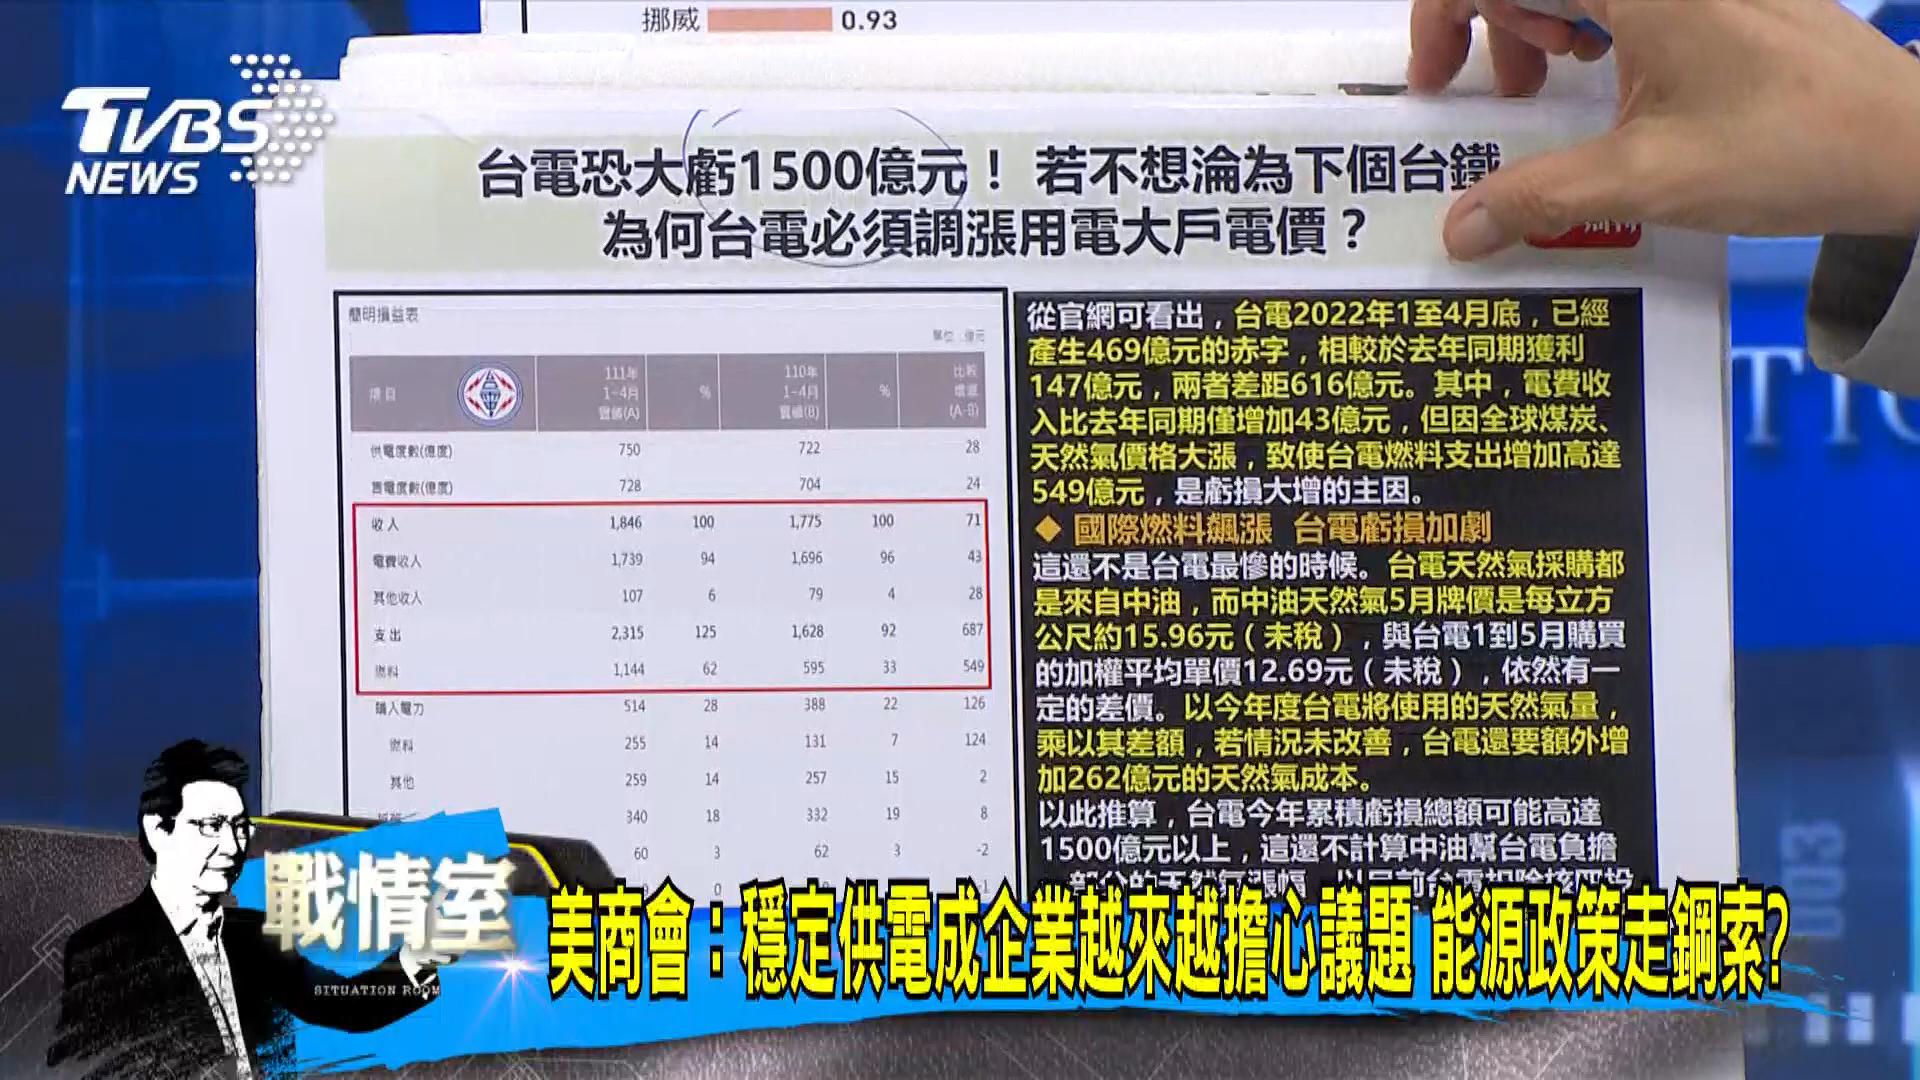 挪威 0.93
TVBS
NEWS
台電恐大虧1500億元！ 若不想淪為下個台鐵
為何台電必須調漲用電大戶電價？
簡明損益表
單位：億元
項目 111年 1~4月 實績(A) % 110年 1~4月 實績(B) % 比較 增減 (A-B)
供電度數(億度) 750 722 28
售電度數(億度) 728 704 24
收入 1,846 100 1,775 100 71
電費收入 1,739 94 1,696 96 43
其他收入 107 6 79 4 28
支出 2,315 125 1,628 92 687
燃料 1,144 62 595 33 549
購入電力 514 28 388 22 126
燃料 255 14 131 7 124
其他 259 14 257 15 2
340 18 332 19 8
60 3 62 3 -2
0
從官網可看出，台電2022年1至4月底，已經
產生469億元的赤字，相較於去年同期獲利
147億元，兩者差距616億元。其中，電費收
入比去年同期僅增加43億元，但因全球煤炭、
天然氣價格大漲，致使台電燃料支出增加高達
549億元，是虧損大增的主因。
◆ 國際燃料飆漲 台電虧損加劇
這還不是台電最慘的時候。台電天然氣採購都
是來自中油，而中油天然氣5月牌價是每立方
公尺約15.96元（未稅），與台電1到5月購買
的加權平均單價12.69元（未稅），依然有一
定的差價。以今年度台電將使用的天然氣量，
乘以其差額，若情況未改善，台電還要額外增
加262億元的天然氣成本。
以此推算，台電今年累積虧損總額可能高達
1500億元以上，這還不計算中油幫台電負擔
戰情室
SITUATION ROOM
美商會：穩定供電成企業越來越擔心議題 能源政策走鋼索?
003